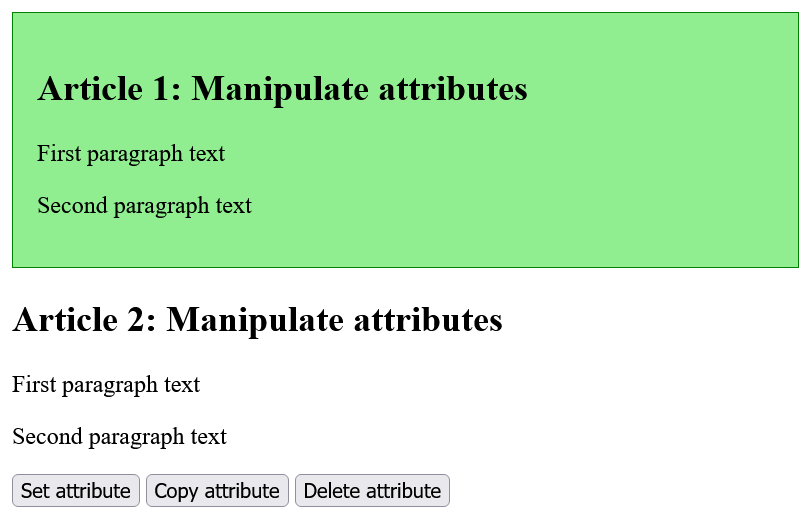 Article 1: Manipulate attributes
First paragraph text
Second paragraph text
Article 2: Manipulate attributes
First paragraph text
Second paragraph text
Set attribute Copy attribute Delete attribute